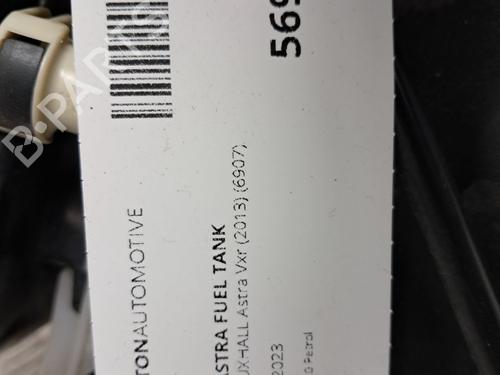 TONAUTOMOTIVE
ASTRA FUEL TANK
UXHALL Astra Vxr (2013) (6907)
2023
0 Petrol
569
B-PARTS